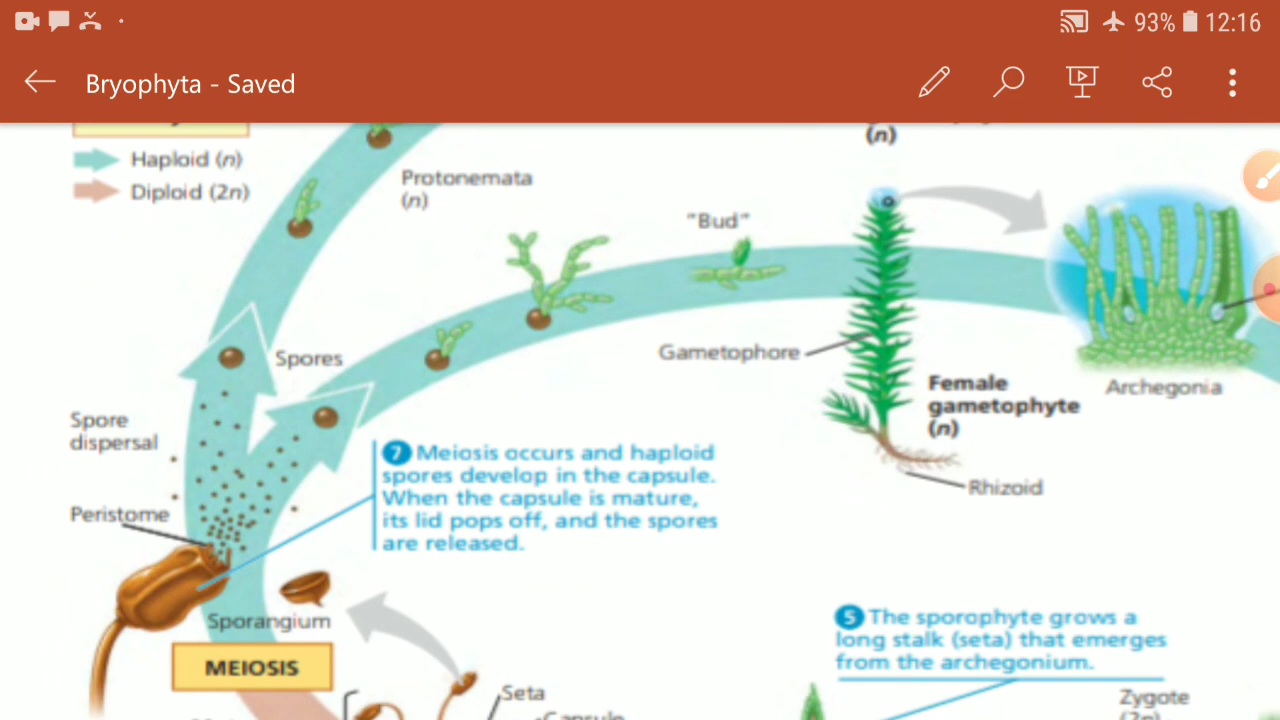 93% 12:16
Bryophyta - Saved
(n)
Haploid (n)
Diploid (2n)
Protonemata
(n)
"Bud"
Spores
Gametophore
Female
gametophyte
(n)
Archegonia
Spore
dispersal
Rhizoid
Peristome
7 Meiosis occurs and haploid
spores develop in the capsule.
When the capsule is mature,
its lid pops off, and the spores
are released.
Sporangium
MEIOSIS
5 The sporophyte grows a
long stalk (seta) that emerges
from the archegonium.
Seta
Capsule
Zygote
(2n)